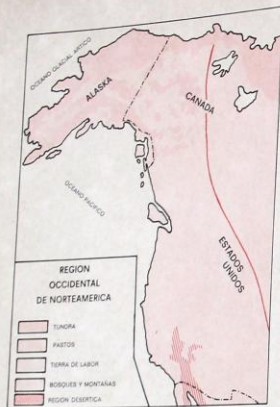 OCEANO GLACIAL ARTICO
ALASKA
CANADA
OCEANO PACIFICO
ESTADOS
UNIDOS
REGION
OCCIDENTAL
DE NORTEAMERICA
TUNDRA
PASTOS
TIERRA DE LABOR
BOSQUES Y MONTAÑAS
REGION DESERTICA